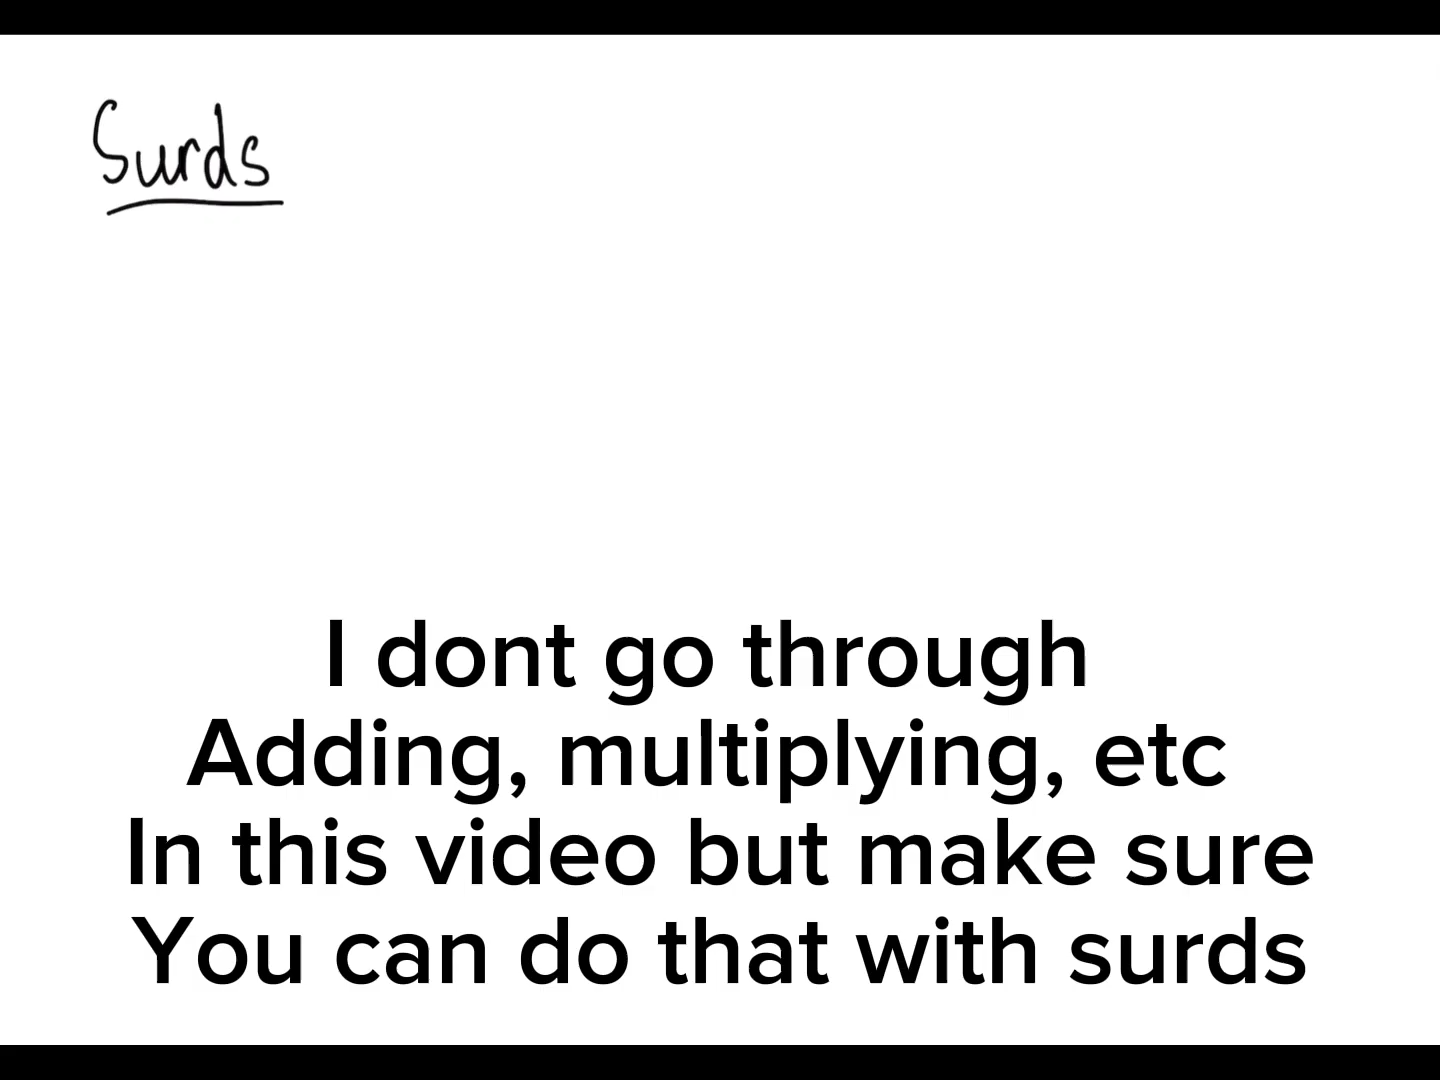 Surds
I dont go through
Adding, multiplying, etc
In this video but make sure
You can do that with surds